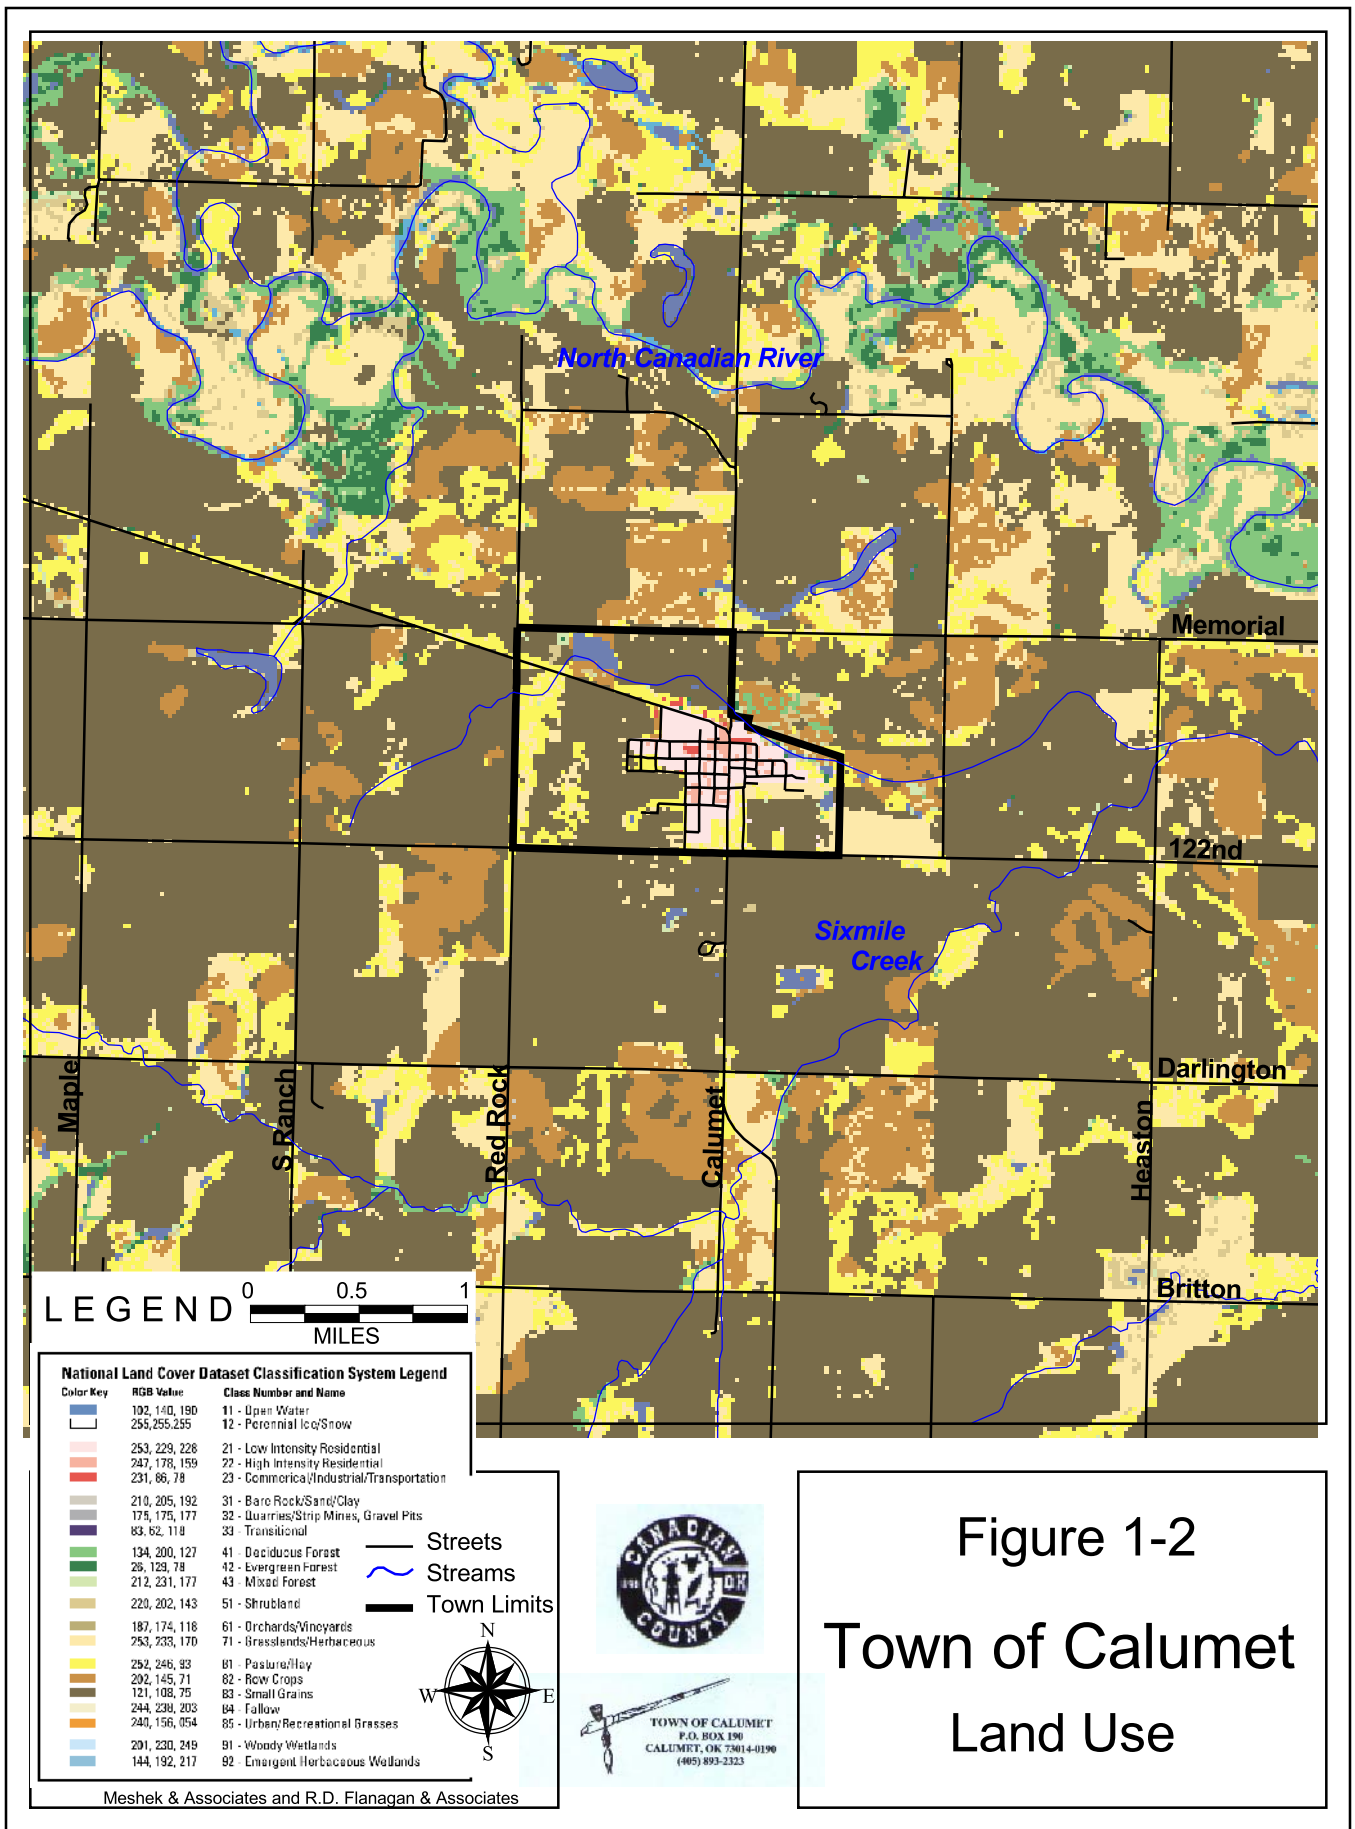 North Canadian River
Memorial
122nd
Sixmile
Creek
Darlington
Maple
S Ranch
Red Rock
Calumet
Heaston
Britton
LEGEND
0 0.5 1
MILES
National Land Cover Dataset Classification System Legend
Color Key RGB Value Class Number and Name
102, 140, 190 11 - Open Water
255,255,255 12 - Perennial Ice/Snow
253, 229, 228 21 - Low Intensity Residential
247, 178, 159 22 - High Intensity Residential
231, 86, 78 23 - Commerical/Industrial/Transportation
210, 205, 192 31 - Bare Rock/Sand/Clay
175, 175, 177 32 - Quarries/Strip Mines, Gravel Pits
83, 62, 118 33 - Transitional
134, 200, 127 41 - Deciduous Forest
26, 129, 78 42 - Evergreen Forest
212, 231, 177 43 - Mixed Forest
220, 202, 143 51 - Shrubland
187, 174, 118 61 - Orchards/Vineyards
253, 233, 170 71 - Grasslands/Herbaceous
252, 246, 93 81 - Pasture/Hay
202, 145, 71 82 - Row Crops
121, 108, 75 83 - Small Grains
244, 238, 203 84 - Fallow
240, 156, 054 85 - Urban/Recreational Grasses
201, 230, 249 91 - Woody Wetlands
144, 192, 217 92 - Emergent Herbaceous Wetlands
Streets
Streams
Town Limits
N
W E
S
Meshek & Associates and R.D. Flanagan & Associates
CANADIAN
OK
COUNTY
TOWN OF CALUMET
P.O. BOX 190
CALUMET, OK 73014-0190
(405) 893-2323
Figure 1-2
Town of Calumet
Land Use